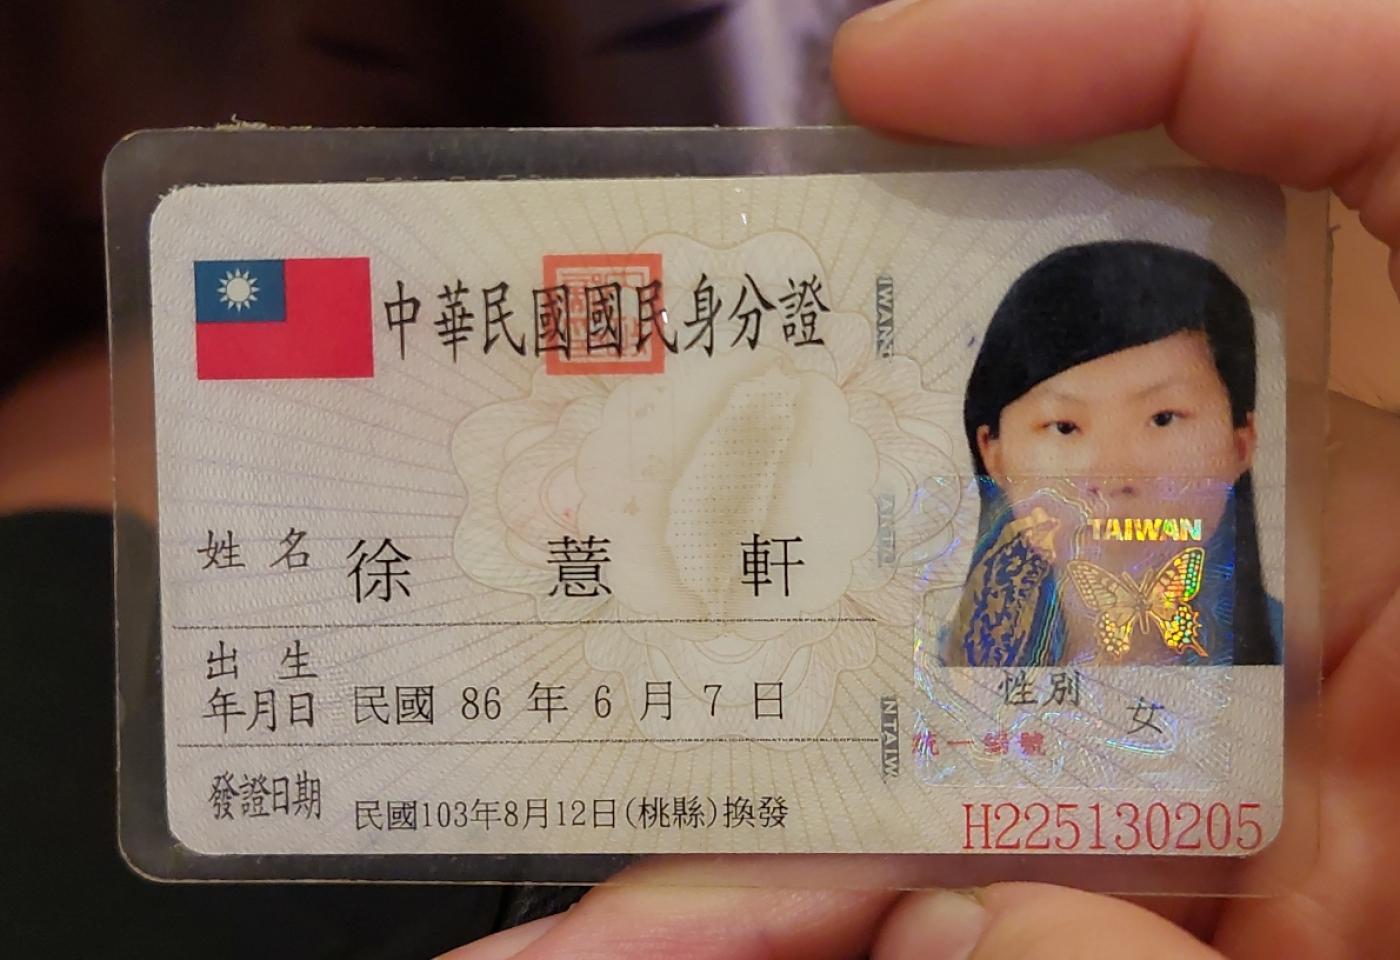 中華民國國民身分證
姓名 徐薏軒
出生
年月日 民國 86 年 6 月 7 日
發證日期 民國103年8月12日(桃縣)換發
TAIWAN
性別 女
統一編號
H225130205